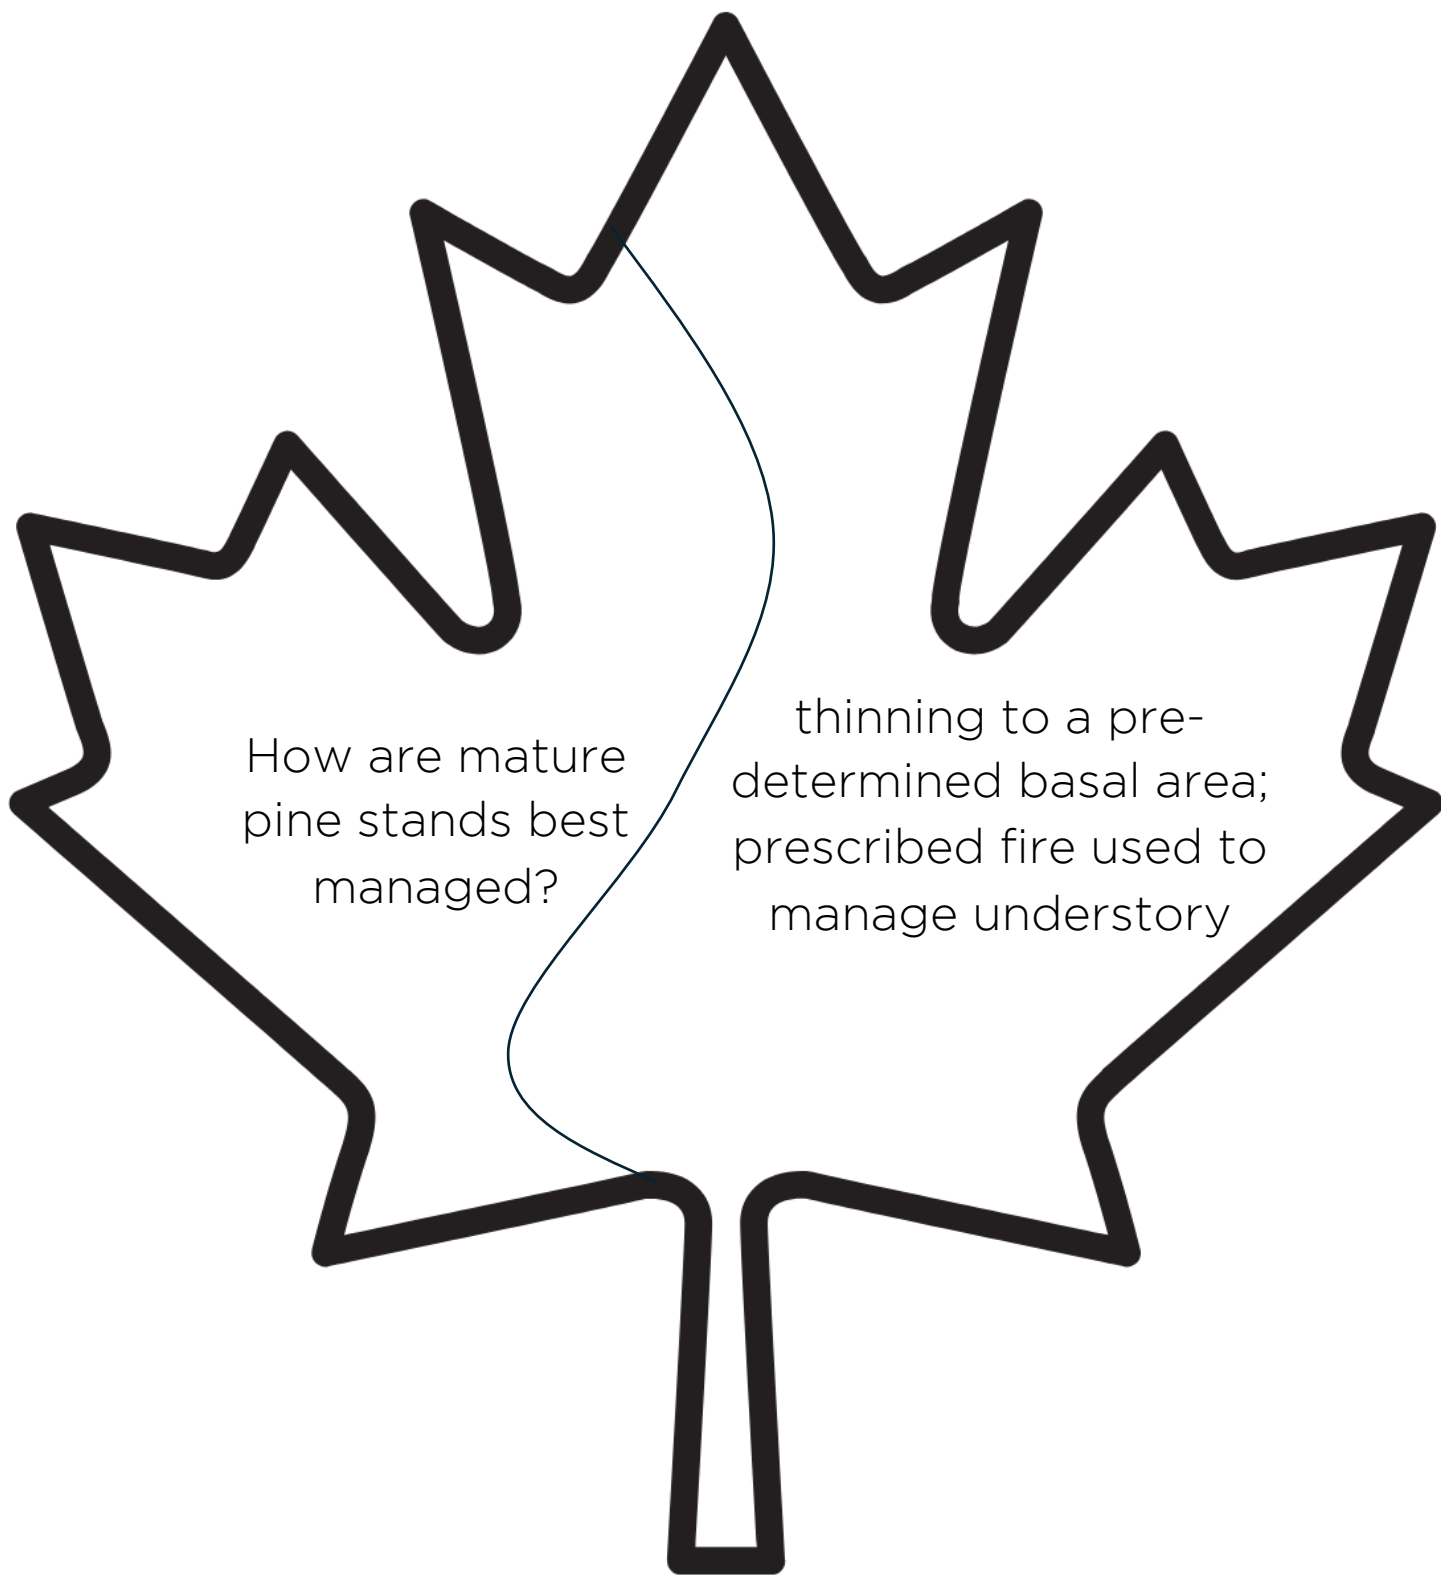 How are mature
pine stands best
managed?
thinning to a pre-
determined basal area;
prescribed fire used to
manage understory